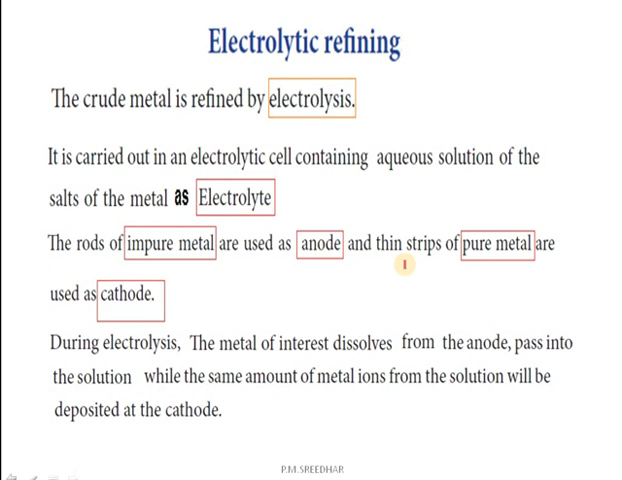 Electrolytic refining
The crude metal is refined by electrolysis.
It is carried out in an electrolytic cell containing aqueous solution of the
salts of the metal as Electrolyte
The rods of impure metal are used as anode and thin strips of pure metal are
used as cathode.
During electrolysis, The metal of interest dissolves from the anode, pass into
the solution while the same amount of metal ions from the solution will be
deposited at the cathode.
P.M.SREEDHAR